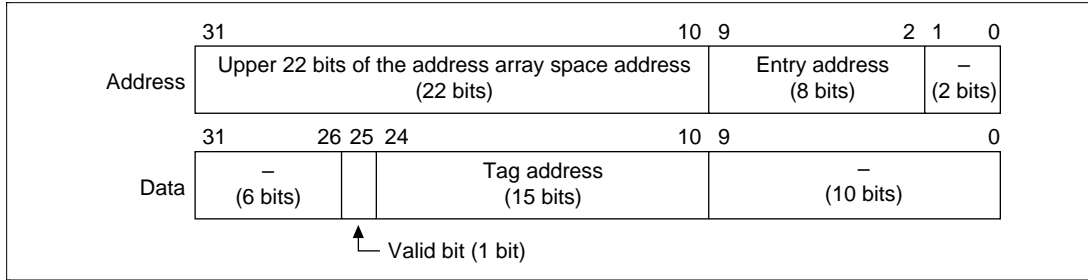 31 10 9 2 1 0
Address Upper 22 bits of the address array space address Entry address –
(22 bits) (8 bits) (2 bits)
31 26 25 24 10 9 0
Data – Tag address –
(6 bits) (15 bits) (10 bits)
Valid bit (1 bit)